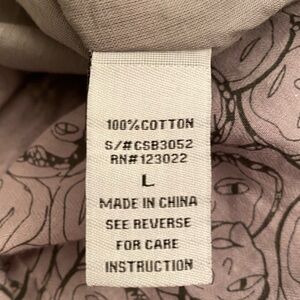 100%COTTON
S/#CSB3052
RN#123022
L
MADE IN CHINA
SEE REVERSE
FOR CARE
INSTRUCTION